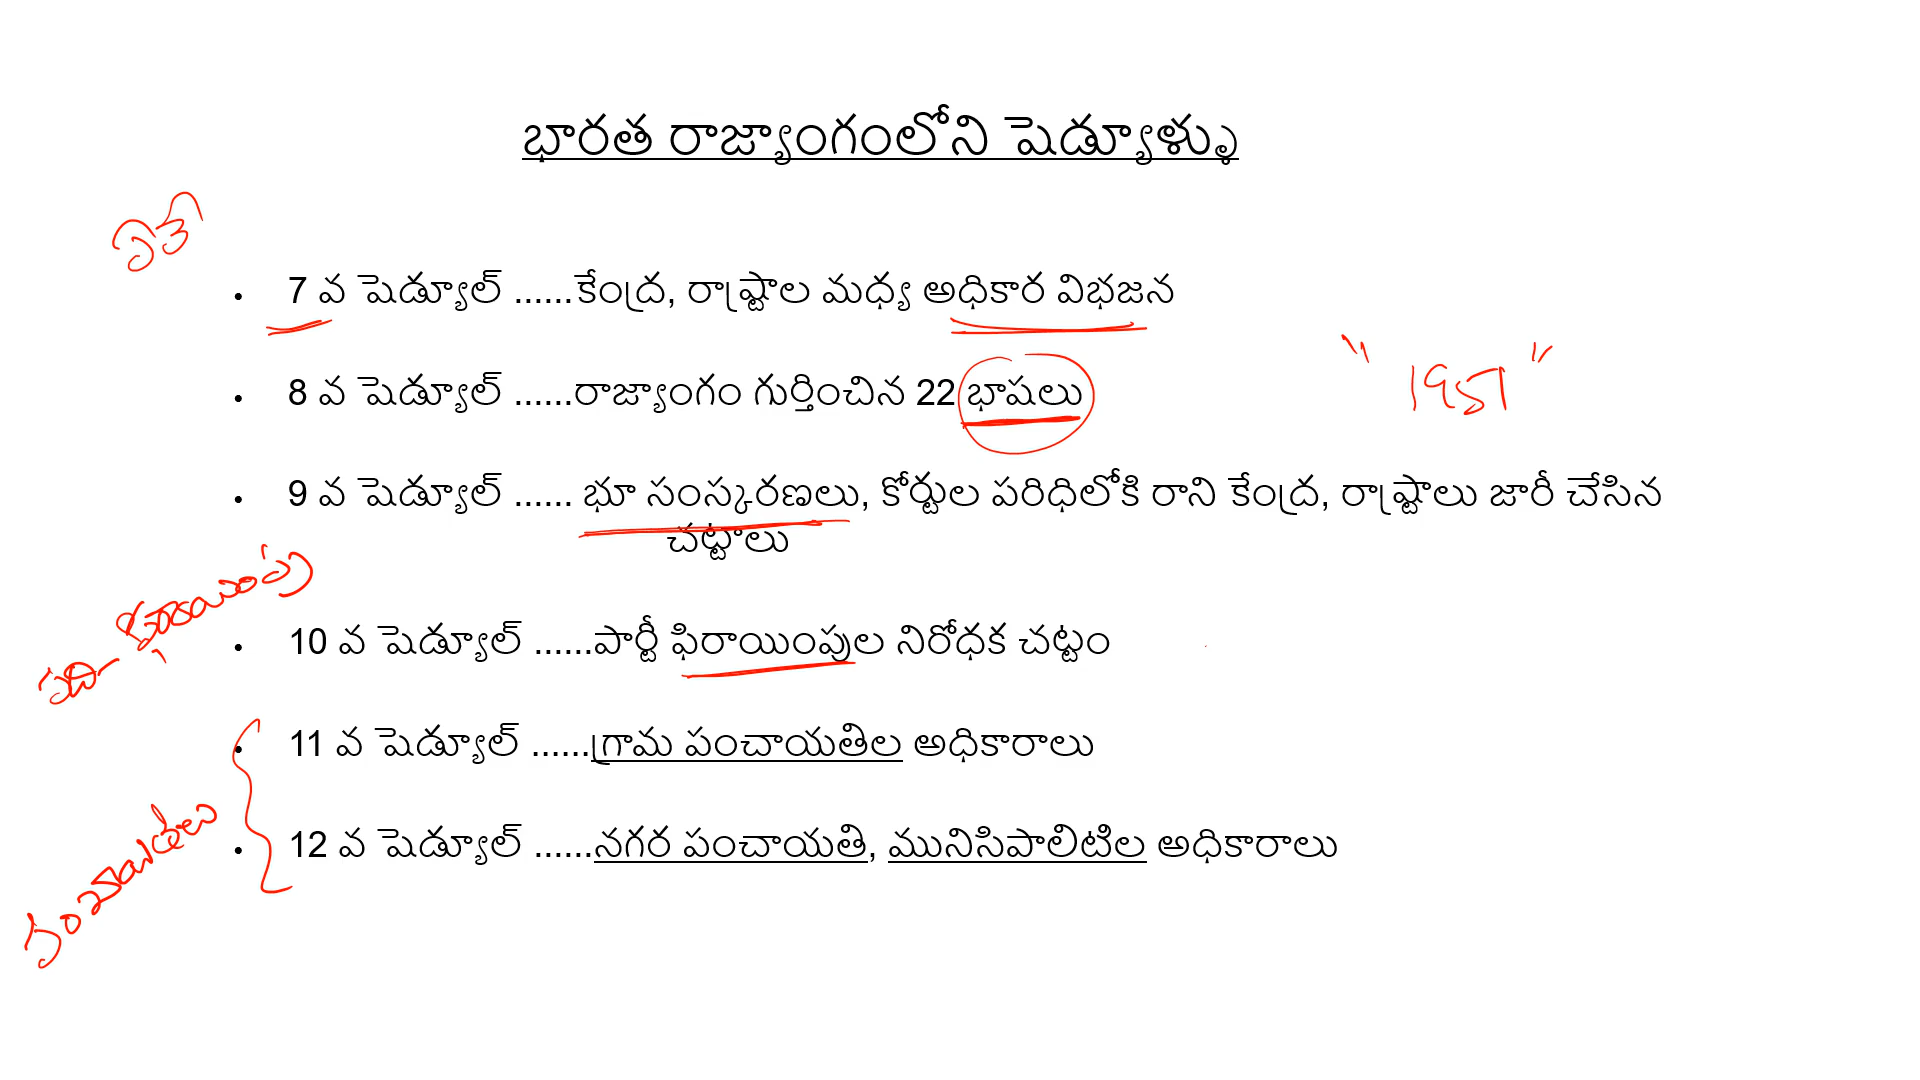 భారత రాజ్యాంగంలోని షెడ్యూళ్ళు
7 వ షెడ్యూల్ ......కేంద్ర, రాష్ట్రాల మధ్య అధికార విభజన
8 వ షెడ్యూల్ ......రాజ్యాంగం గుర్తించిన 22 భాషలు
" 1951 "
9 వ షెడ్యూల్ ...... భూ సంస్కరణలు, కోర్టుల పరిధిలోకి రాని కేంద్ర, రాష్ట్రాలు జారీ చేసిన
చట్టాలు
పది- ఫిరాయింపు
10 వ షెడ్యూల్ ......పార్టీ ఫిరాయింపుల నిరోధక చట్టం
11 వ షెడ్యూల్ ......గ్రామ పంచాయతిల అధికారాలు
12 వ షెడ్యూల్ ......నగర పంచాయతి, మునిసిపాలిటిల అధికారాలు